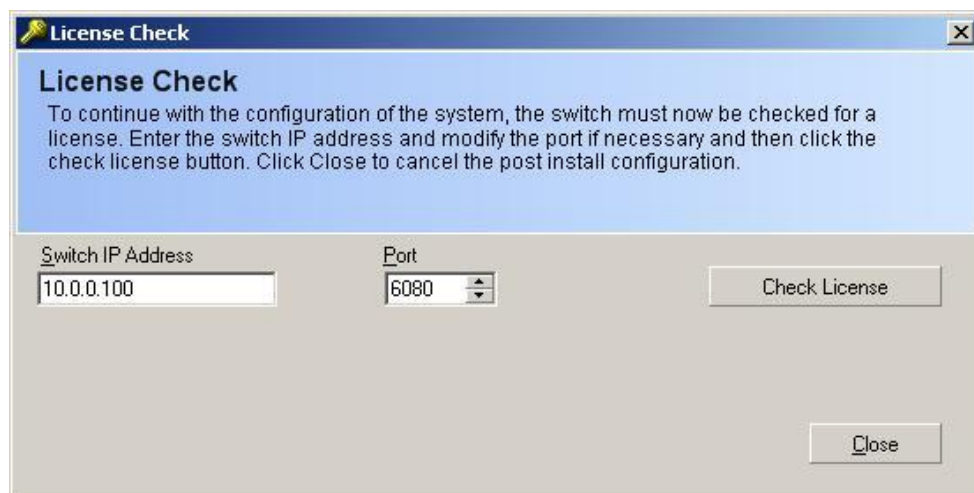 License Check
License Check
To continue with the configuration of the system, the switch must now be checked for a
license. Enter the switch IP address and modify the port if necessary and then click the
check license button. Click Close to cancel the post install configuration.
Switch IP Address
Port
10.0.0.100
6080
Check License
Close